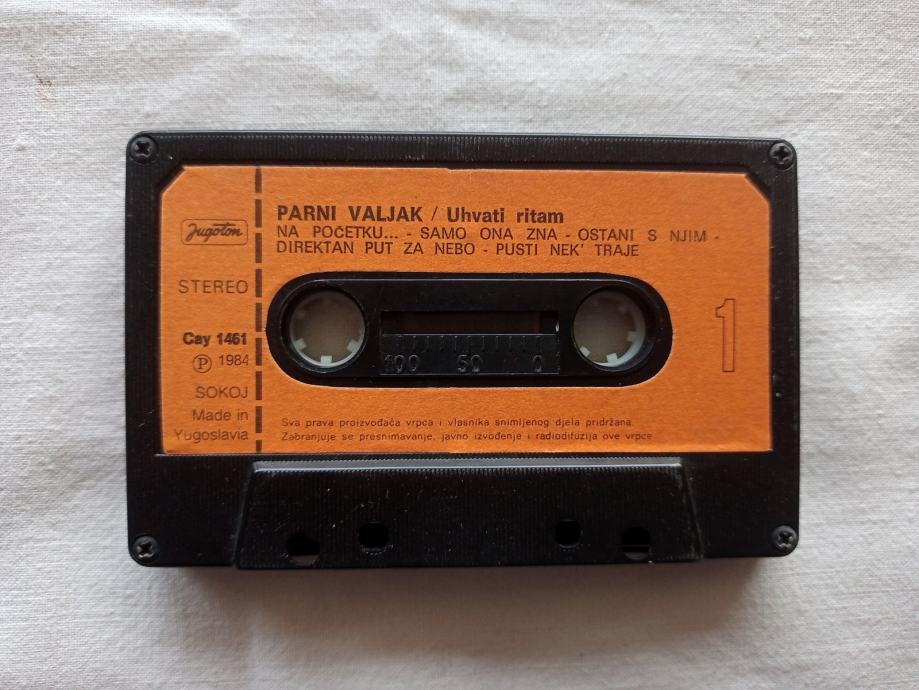 PARNI VALJAK / Uhvati ritam
NA POČETKU... - SAMO ONA ZNA - OSTANI S NJIM -
DIREKTAN PUT ZA NEBO - PUSTI NEK' TRAJE
Jugoton
STEREO
Cay 1461
℗ 1984
SOKOJ
Made in
Yugoslavia
100 50 0
1
Sva prava proizvođača vrpca i vlasnika snimljenog djela pridržana.
Zabranjuje se presnimavanje, javno izvođenje i radiodifuzija ove vrpce